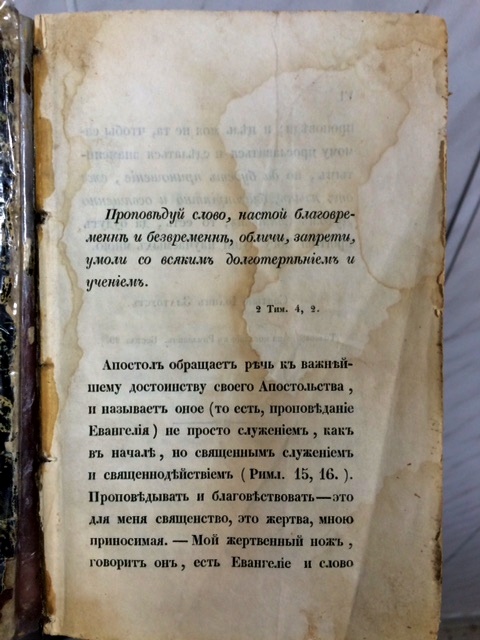 Проповѣдуй слово, настой благовре-
меннѣ и безвременнѣ, обличи, запрети,
умоли со всякимъ долготерпѣніемъ и
ученіемъ.
2 Тим. 4, 2.
Апостолъ обращаетъ рѣчь къ важнѣй-
шему достоинству своего Апостольства,
и называетъ оное (то есть, проповѣданіе
Евангелія) не просто служеніемъ, какъ
въ началѣ, но священнымъ служеніемъ
и священнодѣйствіемъ (Римл. 15, 16.).
Проповѣдывать и благовѣствовать—это
для меня священство, это жертва, мною
приносимая. — Мой жертвенный ножъ,
говоритъ онъ, есть Евангеліе и слово